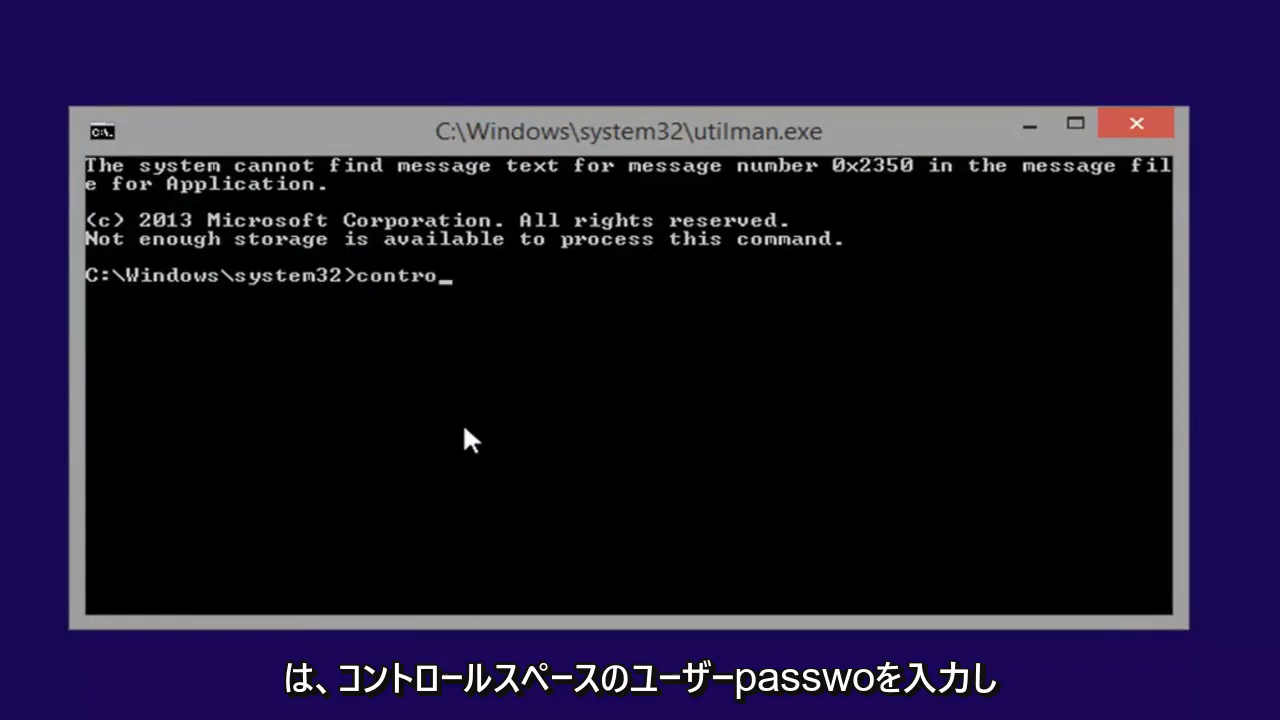 C:\Windows\system32\utilman.exe
The system cannot find message text for message number 0x2350 in the message fil
e for Application.
(c) 2013 Microsoft Corporation. All rights reserved.
Not enough storage is available to process this command.
C:\Windows\system32>contro_
は、コントロールスペースのユーザーpasswoを入力し